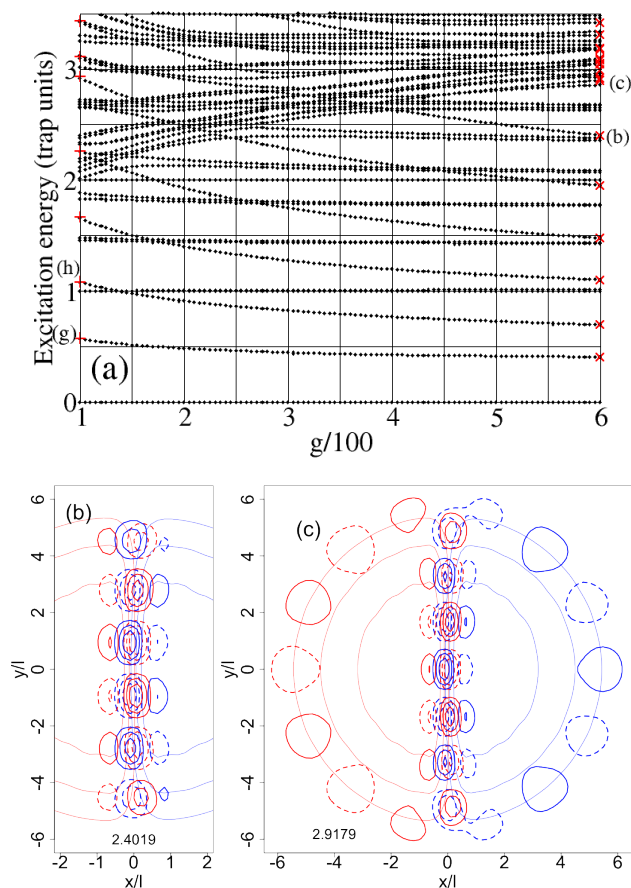 Excitation energy (trap units)
3
(c)
(b)
2
(h)
1
(g)
(a)
0
1 2 3 4 5 6
g/100
(b)
y/l
6
4
2
0
-2
-4
-6
2.4019
-2 -1 0 1 2
x/l
(c)
y/l
6
4
2
0
-2
-4
-6
2.9179
-6 -4 -2 0 2 4 6
x/l